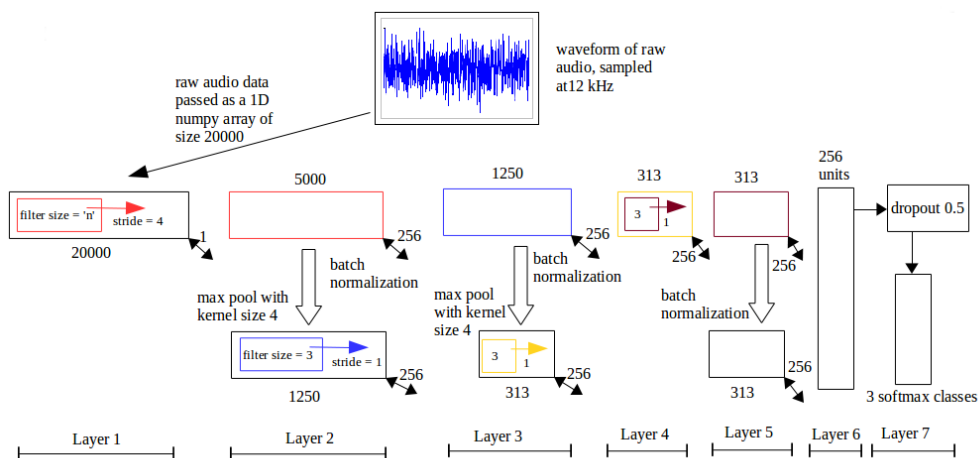 waveform of raw
audio, sampled
at12 kHz
raw audio data
passed as a 1D
numpy array of
size 20000
filter size = 'n'
stride = 4
20000
1
5000
256
batch
normalization
max pool with
kernel size 4
filter size = 3
stride = 1
256
1250
1250
256
batch
normalization
max pool
with kernel
size 4
3
1
256
313
313
3
1
256
313
256
batch
normalization
256
313
256
units
dropout 0.5
3 softmax classes
Layer 1
Layer 2
Layer 3
Layer 4
Layer 5
Layer 6
Layer 7